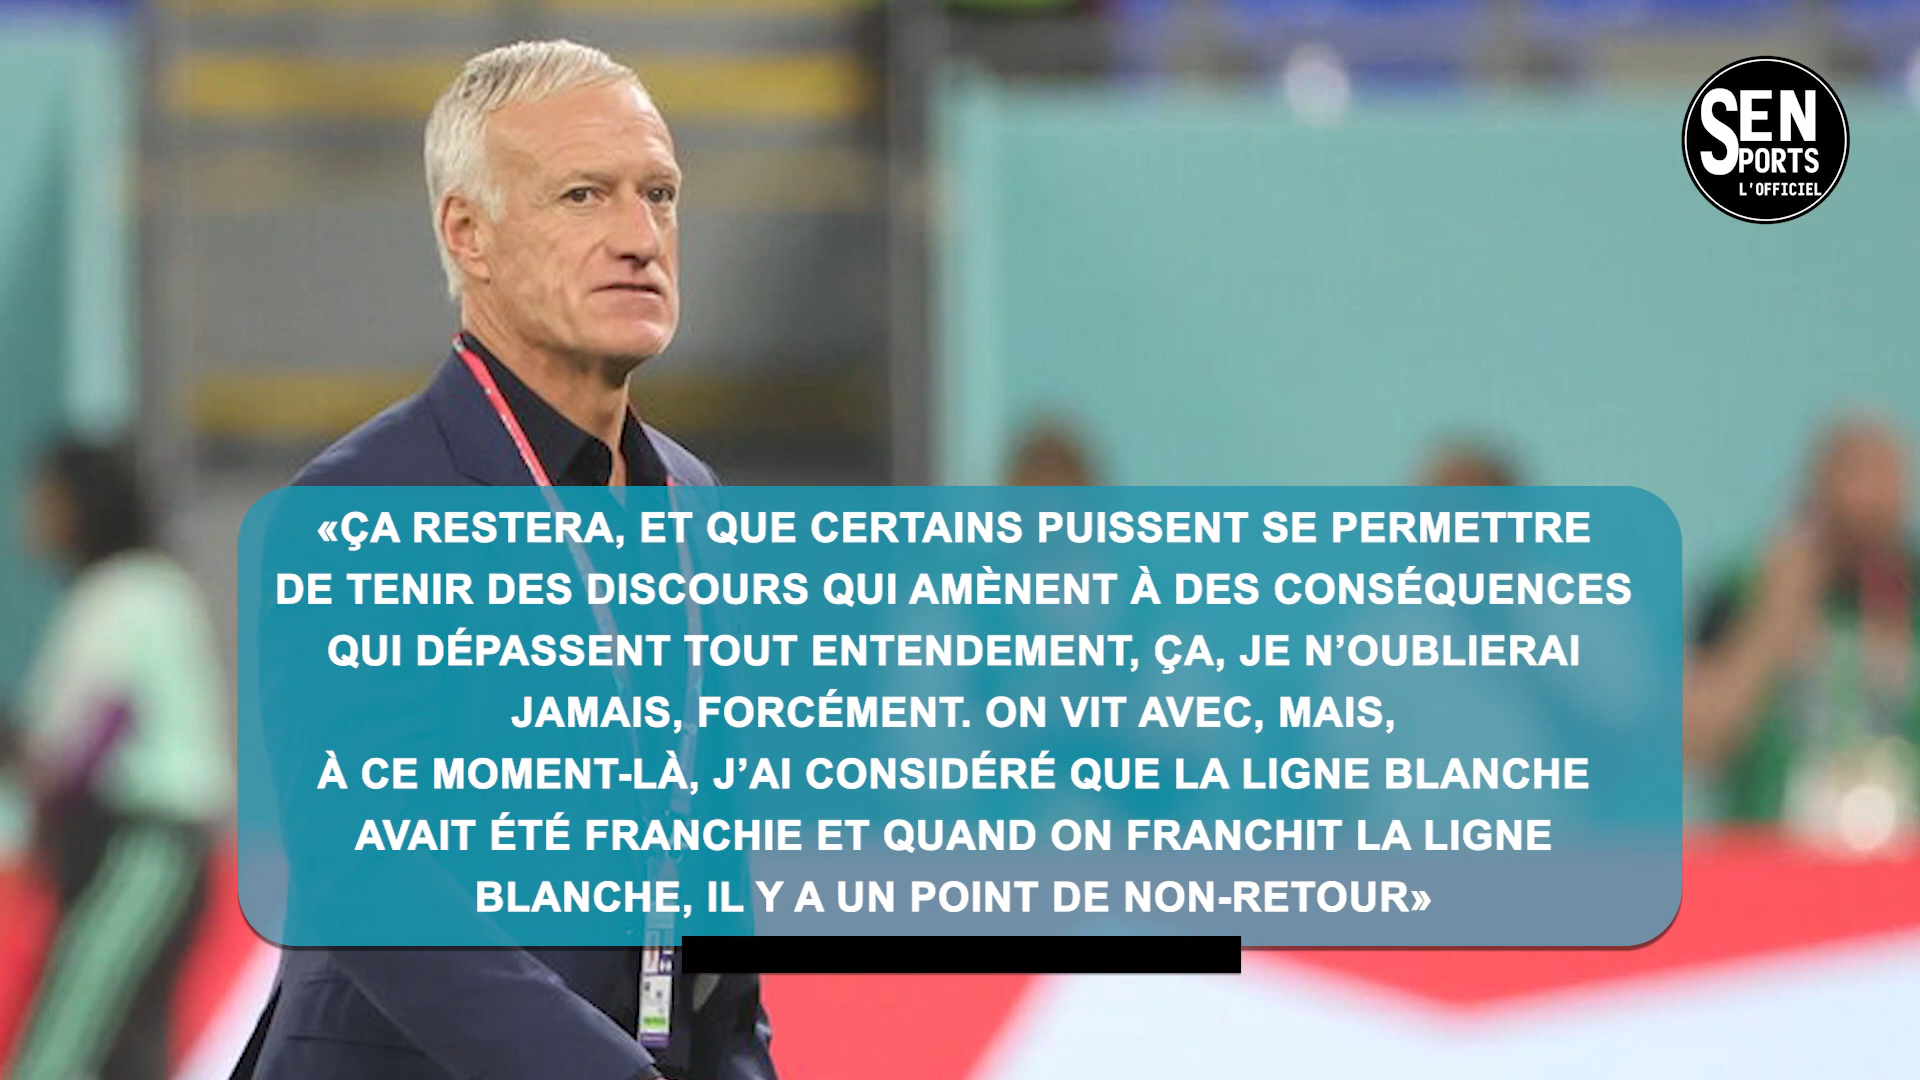 SEN
SPORTS
L'OFFICIEL
«ÇA RESTERA, ET QUE CERTAINS PUISSENT SE PERMETTRE
DE TENIR DES DISCOURS QUI AMÈNENT À DES CONSÉQUENCES
QUI DÉPASSENT TOUT ENTENDEMENT, ÇA, JE N’OUBLIERAI
JAMAIS, FORCÉMENT. ON VIT AVEC, MAIS,
À CE MOMENT-LÀ, J’AI CONSIDÉRÉ QUE LA LIGNE BLANCHE
AVAIT ÉTÉ FRANCHIE ET QUAND ON FRANCHIT LA LIGNE
BLANCHE, IL Y A UN POINT DE NON-RETOUR»